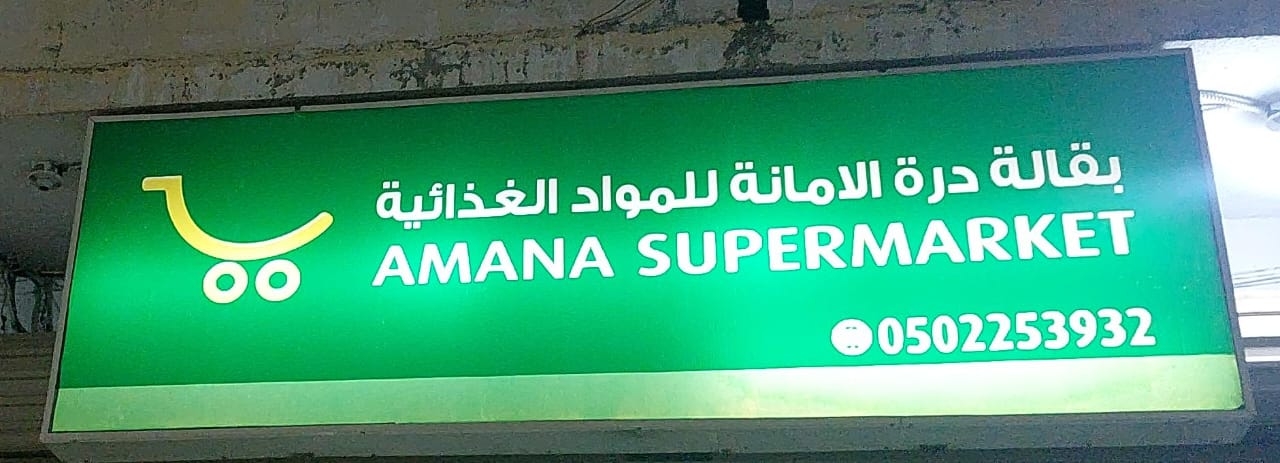 بقالة درة الامانة للمواد الغذائية
AMANA SUPERMARKET
0502253932